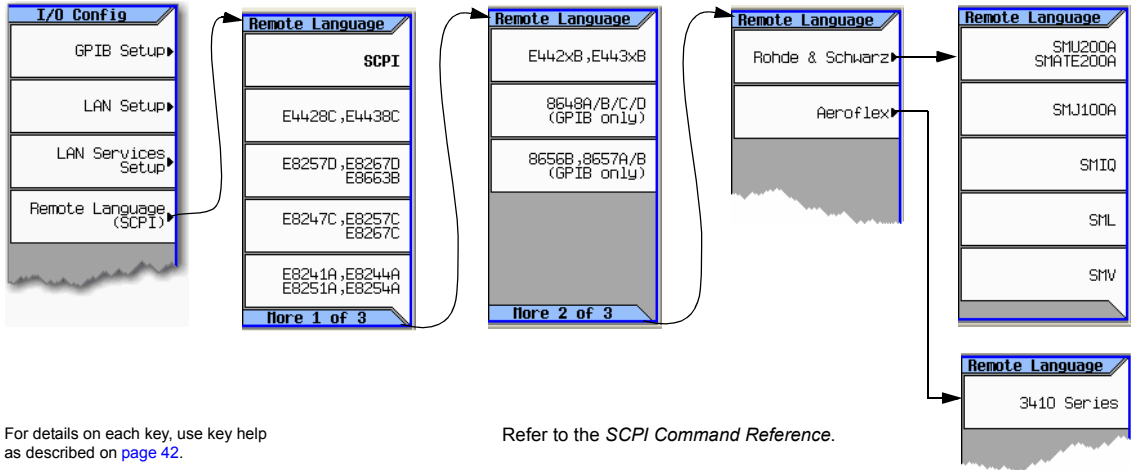 I/O Config
GPIB Setup
LAN Setup
LAN Services
Setup
Remote Language
(SCPI)
Remote Language
SCPI
E4428C,E4438C
E8257D,E8267D
E8663B
E8247C,E8257C
E8267C
E8241A,E8244A
E8251A,E8254A
More 1 of 3
Remote Language
E442xB,E443xB
8648A/B/C/D
(GPIB only)
8656B,8657A/B
(GPIB only)
More 2 of 3
Remote Language
Rohde & Schwarz
Aeroflex
Remote Language
SMU200A
SMATE200A
SMJ100A
SMIQ
SML
SMV
Remote Language
3410 Series
For details on each key, use key help
as described on page 42.
Refer to the SCPI Command Reference.